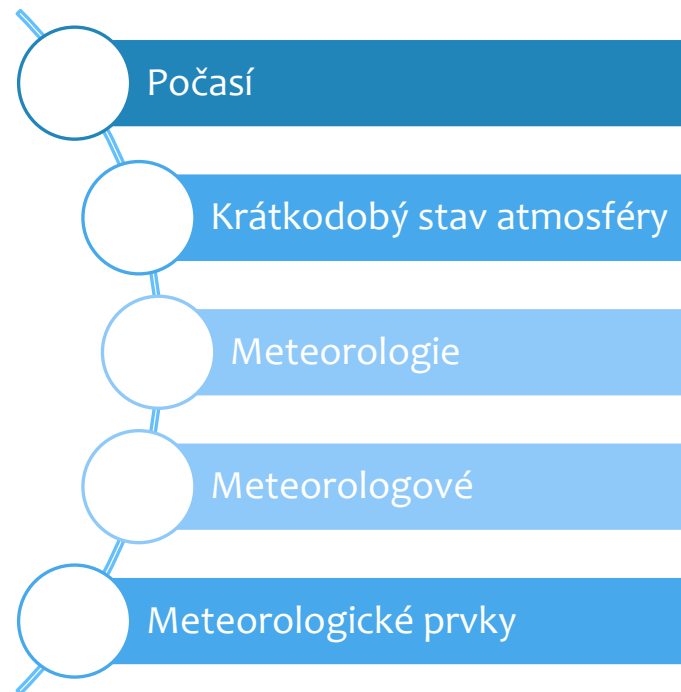 Počasí
Krátkodobý stav atmosféry
Meteorologie
Meteorologové
Meteorologické prvky